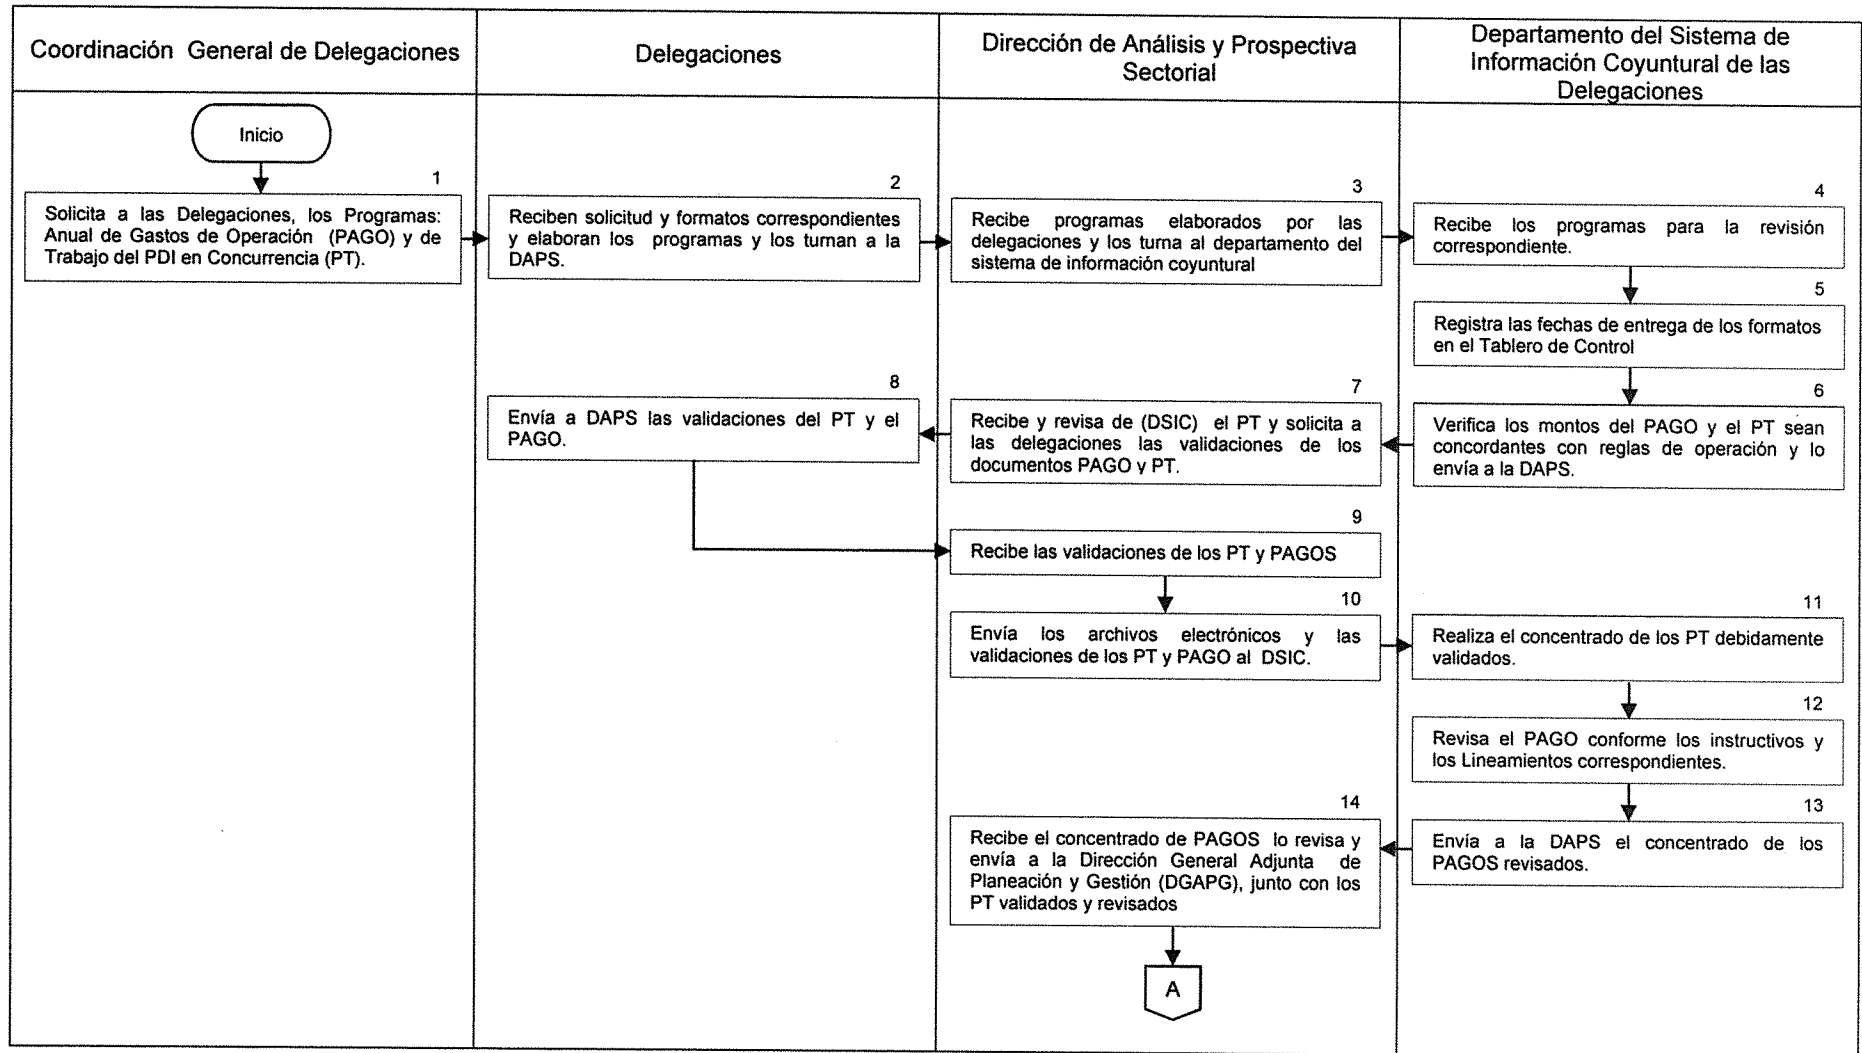 Coordinación General de Delegaciones
Delegaciones
Dirección de Análisis y Prospectiva
Sectorial
Departamento del Sistema de
Información Coyuntural de las
Delegaciones
Inicio
1
Solicita a las Delegaciones, los Programas:
Anual de Gastos de Operación (PAGO) y de
Trabajo del PDI en Concurrencia (PT).
2
Reciben solicitud y formatos correspondientes
y elaboran los programas y los turnan a la
DAPS.
3
Recibe programas elaborados por las
delegaciones y los turna al departamento del
sistema de información coyuntural
4
Recibe los programas para la revisión
correspondiente.
5
Registra las fechas de entrega de los formatos
en el Tablero de Control
6
Verifica los montos del PAGO y el PT sean
concordantes con reglas de operación y lo
envía a la DAPS.
7
Recibe y revisa de (DSIC) el PT y solicita a
las delegaciones las validaciones de los
documentos PAGO y PT.
8
Envía a DAPS las validaciones del PT y el
PAGO.
9
Recibe las validaciones de los PT y PAGOS
10
Envía los archivos electrónicos y las
validaciones de los PT y PAGO al DSIC.
11
Realiza el concentrado de los PT debidamente
validados.
12
Revisa el PAGO conforme los instructivos y
los Lineamientos correspondientes.
13
Envía a la DAPS el concentrado de los
PAGOS revisados.
14
Recibe el concentrado de PAGOS lo revisa y
envía a la Dirección General Adjunta de
Planeación y Gestión (DGAPG), junto con los
PT validados y revisados
A